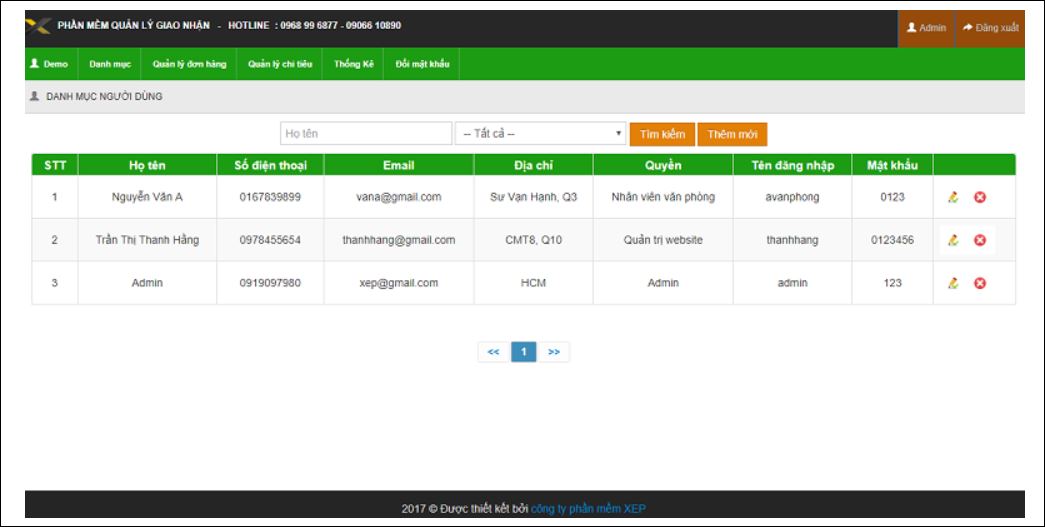 PHẦN MỀM QUẢN LÝ GIAO NHẬN - HOTLINE : 0968 99 6877 - 09066 10890 Admin Đăng xuất
Demo Danh mục Quản lý đơn hàng Quản lý chi tiêu Thống Kê Đổi mật khẩu
DANH MỤC NGƯỜI DÙNG
Họ tên -- Tất cả -- Tìm kiếm Thêm mới
STT Họ tên Số điện thoại Email Địa chỉ Quyền Tên đăng nhập Mật khẩu
1 Nguyễn Văn A 0167839899 vana@gmail.com Sư Vạn Hạnh, Q3 Nhân viên văn phòng avanphong 0123
2 Trần Thị Thanh Hằng 0978455654 thanhhang@gmail.com CMT8, Q10 Quản trị website thanhhang 0123456
3 Admin 0919097980 xep@gmail.com HCM Admin admin 123
<< 1 >>
2017 © Được thiết kết bởi công ty phần mềm XEP